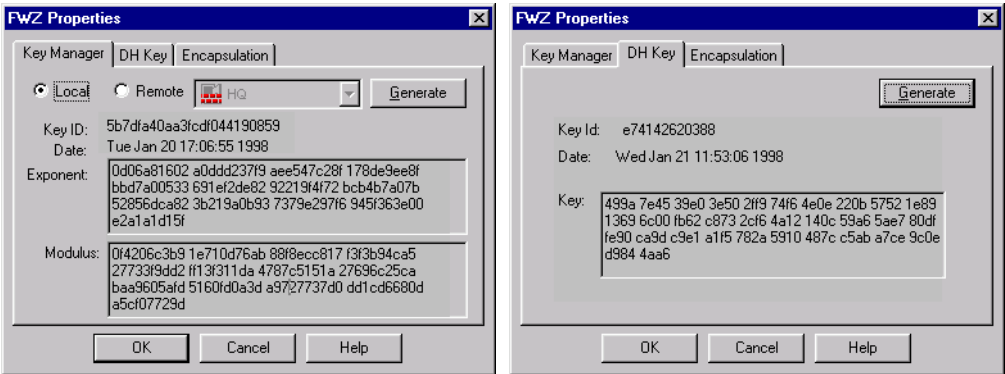 FWZ Properties
Key Manager DH Key Encapsulation
Local Remote HQ Generate
Key ID: 5b7dfa40aa3fcdf044190859
Date: Tue Jan 20 17:06:55 1998
Exponent: 0d06a81602 a0ddd237f9 aee547c28f 178de9ee8f
bbd7a00533 691ef2de82 92219f4f72 bcb4b7a07b
52856dca82 3b219a0b93 7379e297f6 945f363e00
e2a1a1d15f
Modulus: 0f4206c3b9 1e710d76ab 88f8ecc817 f3f3b94ca5
27733f9dd2 ff13f311da 4787c5151a 27696c25ca
baa9605afd 5160fd0a3d a9727737d0 dd1cd6680d
a5cf07729d
OK Cancel Help
FWZ Properties
Key Manager DH Key Encapsulation
Generate
Key Id: e74142620388
Date: Wed Jan 21 11:53:06 1998
Key: 499a 7e45 39e0 3e50 2ff9 74f6 4e0e 220b 5752 1e89
1369 6c00 fb62 c873 2cf6 4a12 140c 59a6 5ae7 80df
fe90 ca9d c9e1 a1f5 782a 5910 487c c5ab a7ce 9c0e
d984 4aa6
OK Cancel Help